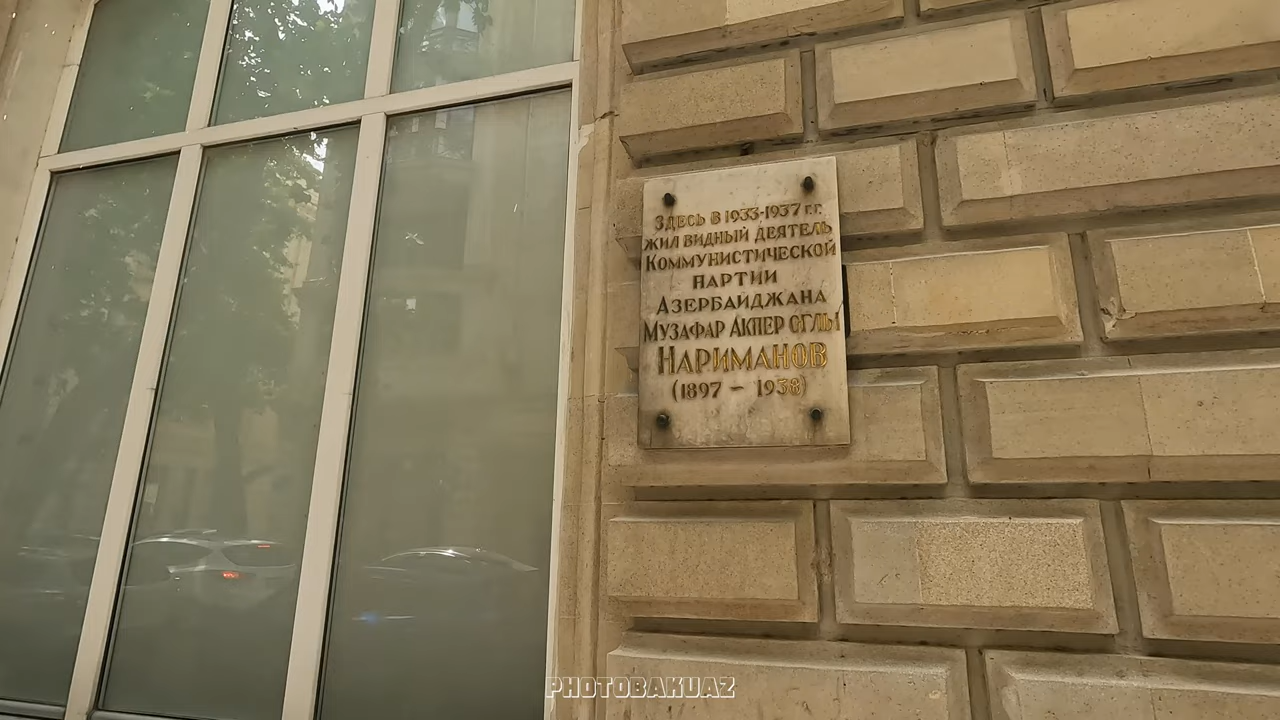 Здесь в 1933-1937 г.г.
жил видный деятель
Коммунистической
партии
Азербайджана
Музафар Акпер оглы
Нариманов
(1897 – 1938)
PHOTOBAKUAZ